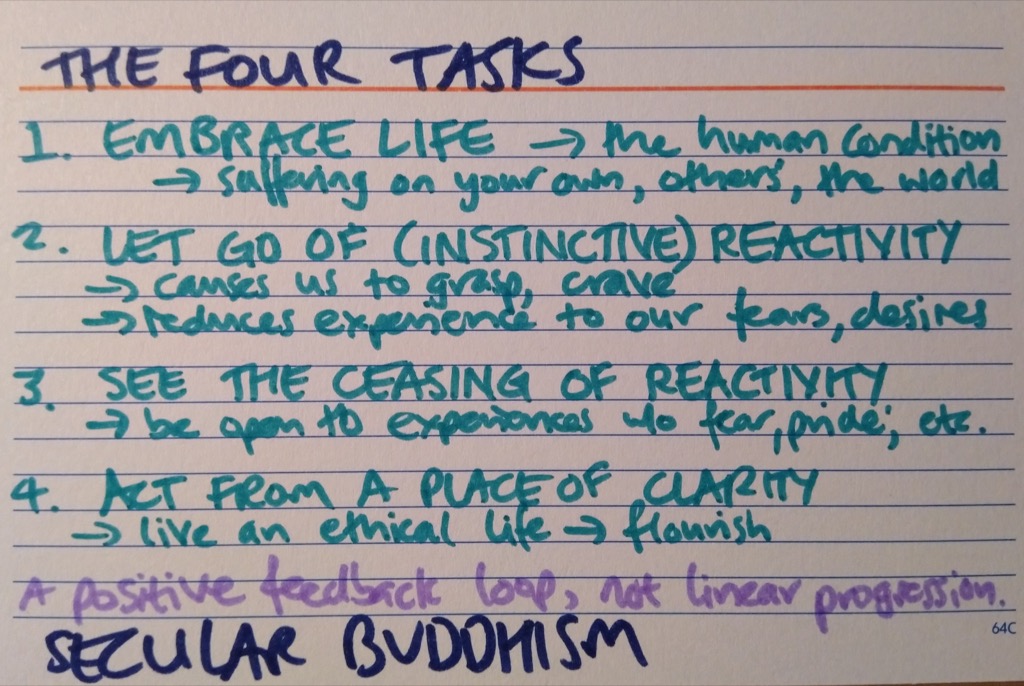 THE FOUR TASKS
1. EMBRACE LIFE → the human condition
→ suffering on your own, others', the world
2. LET GO OF (INSTINCTIVE) REACTIVITY
→ causes us to grasp, crave
→ reduces experience to our fears, desires
3. SEE THE CEASING OF REACTIVITY
→ be open to experiences w/o fear, pride, etc.
4. ACT FROM A PLACE OF CLARITY
→ live an ethical life → flourish
A positive feedback loop, not linear progression.
64C
SECULAR BUDDHISM